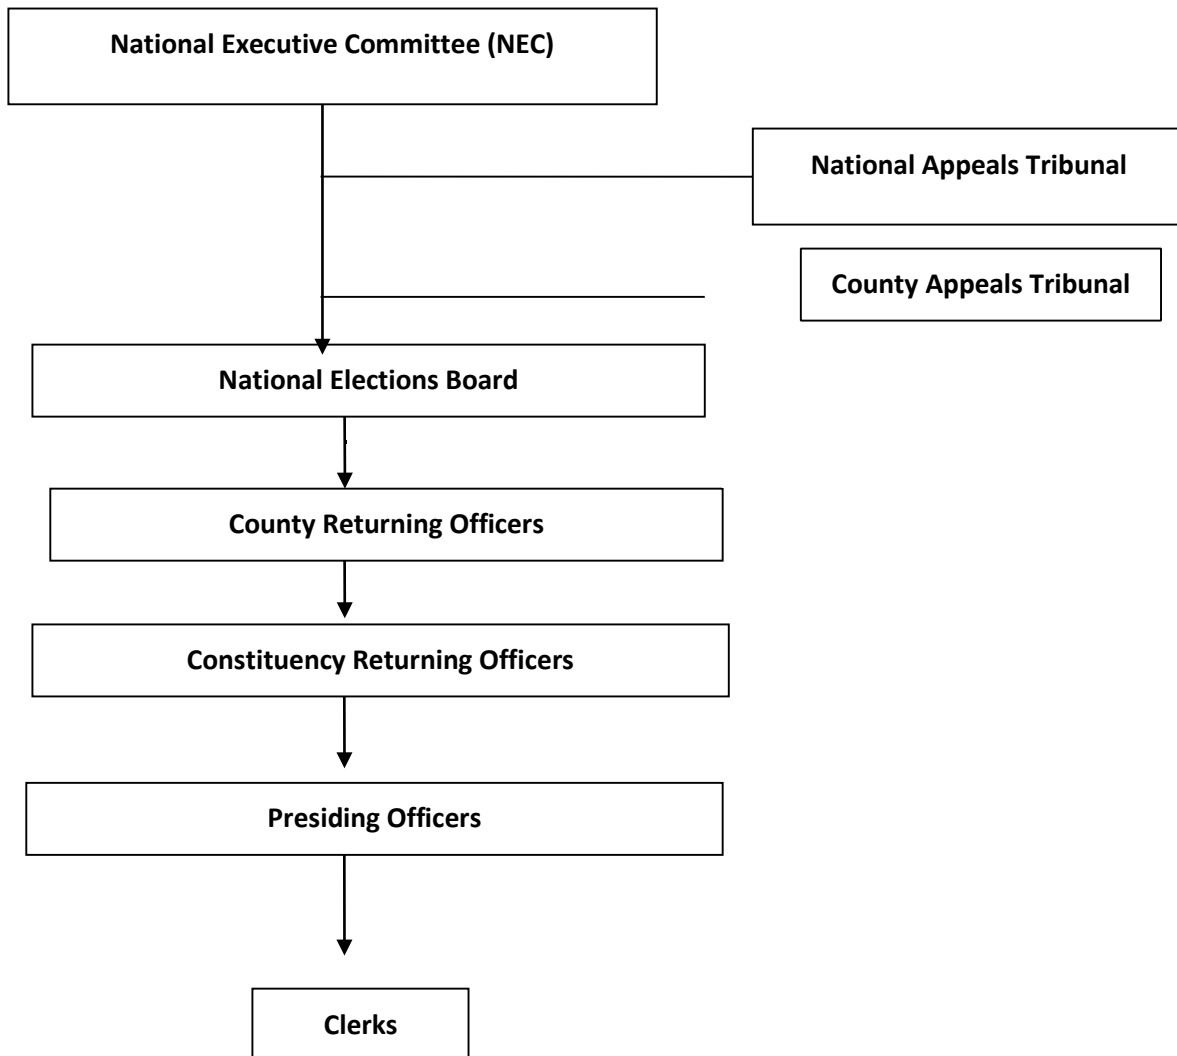 National Executive Committee (NEC)
National Appeals Tribunal
County Appeals Tribunal
National Elections Board
County Returning Officers
Constituency Returning Officers
Presiding Officers
Clerks